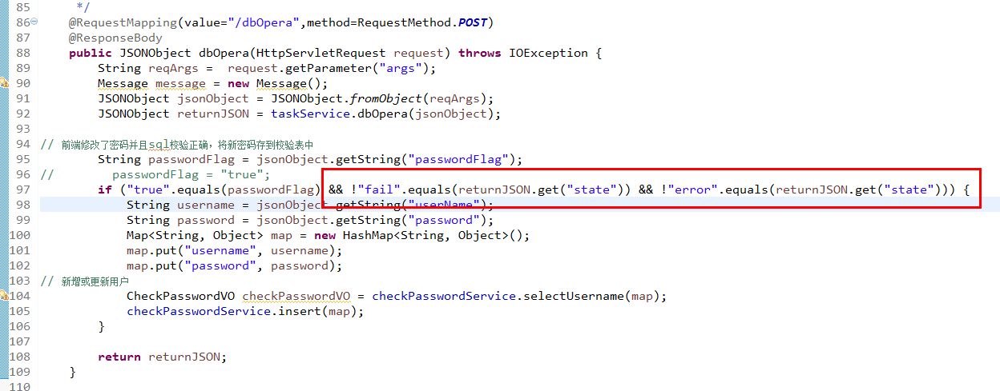 85 */
86 @RequestMapping(value="/dbOpera",method=RequestMethod.POST)
87 @ResponseBody
88 public JSONObject dbOpera(HttpServletRequest request) throws IOException {
89 String reqArgs =  request.getParameter("args");
90 Message message = new Message();
91 JSONObject jsonObject = JSONObject.fromObject(reqArgs);
92 JSONObject returnJSON = taskService.dbOpera(jsonObject);
93
94 // 前端修改了密码并且sql校验正确，将新密码存到校验表中
95 String passwordFlag = jsonObject.getString("passwordFlag");
96 // passwordFlag = "true";
97 if ("true".equals(passwordFlag) && !"fail".equals(returnJSON.get("state")) && !"error".equals(returnJSON.get("state"))) {
98 String username = jsonObject.getString("userName");
99 String password = jsonObject.getString("password");
100 Map<String, Object> map = new HashMap<String, Object>();
101 map.put("username", username);
102 map.put("password", password);
103 // 新增或更新用户
104 CheckPasswordVO checkPasswordVO = checkPasswordService.selectUsername(map);
105 checkPasswordService.insert(map);
106 }
107
108 return returnJSON;
109 }
110